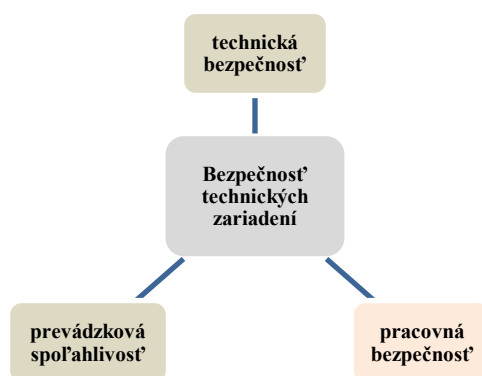 technická
bezpečnosť
Bezpečnosť
technických
zariadení
prevádzková
spoľahlivosť
pracovná
bezpečnosť